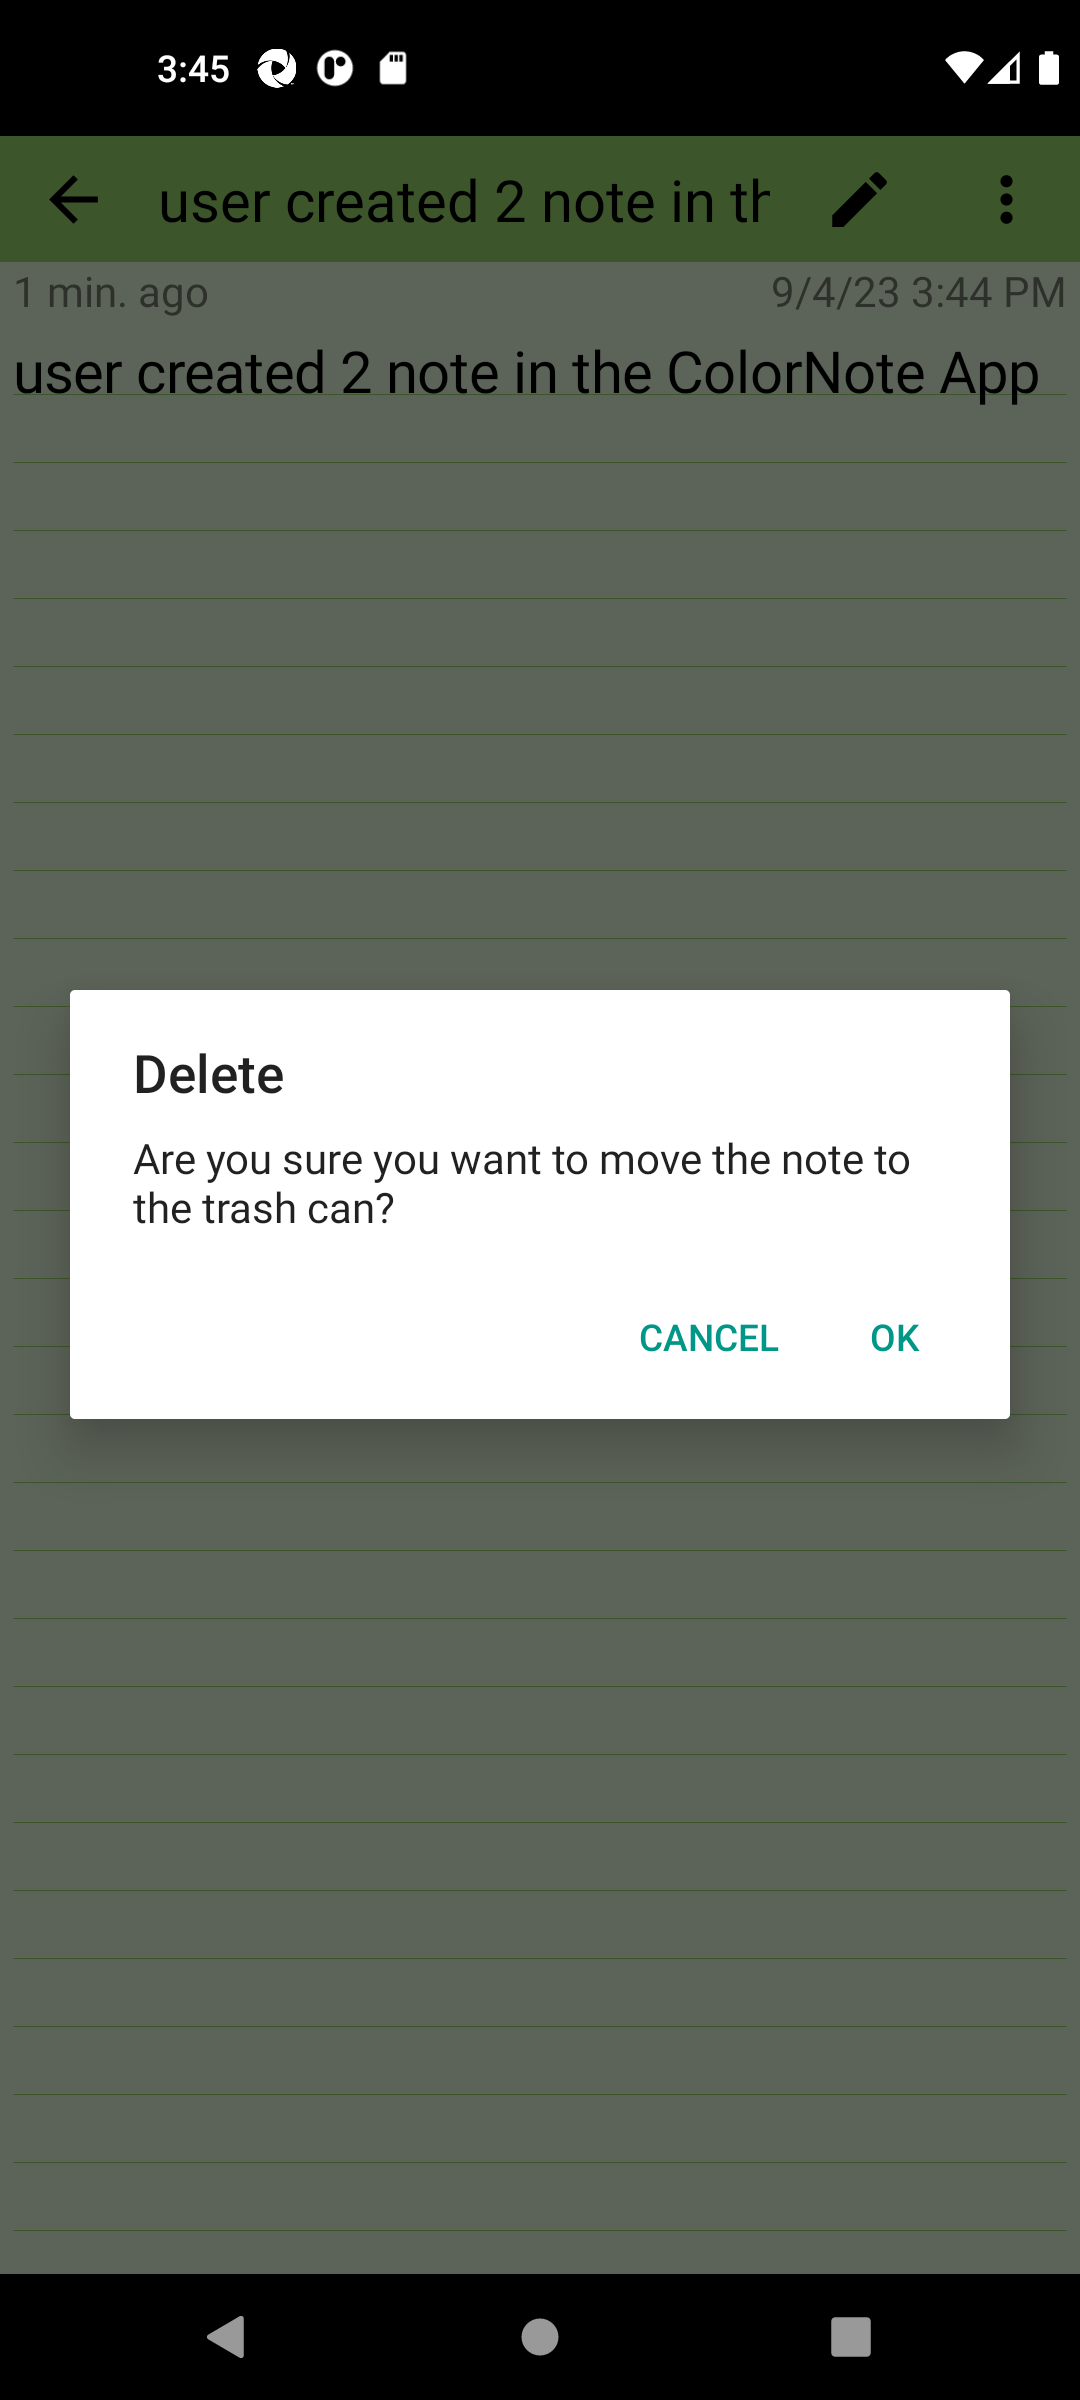 3:45
user created 2 note in th
1 min. ago
9/4/23 3:44 PM
user created 2 note in the ColorNote App
Delete
Are you sure you want to move the note to
the trash can?
CANCEL
OK